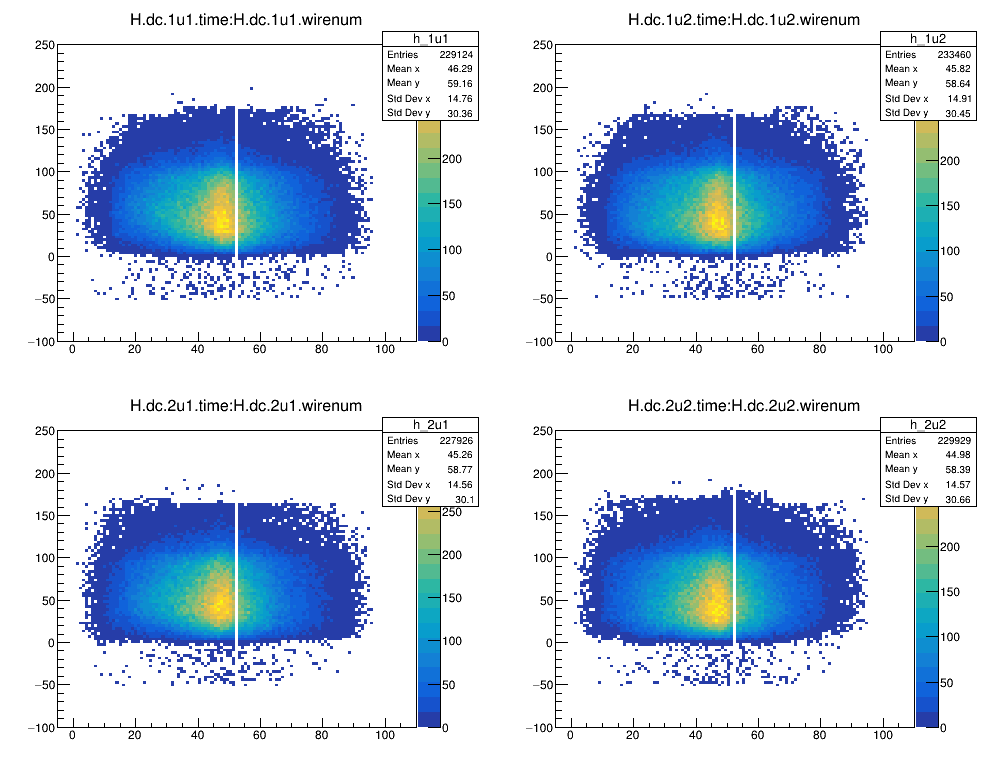 H.dc.1u1.time:H.dc.1u1.wirenum
h_1u1
Entries 229124
Mean x 46.29
Mean y 59.16
Std Dev x 14.76
Std Dev y 30.36
250
200
150
100
50
0
−50
−100
0 20 40 60 80 100
200
150
100
50
0
H.dc.1u2.time:H.dc.1u2.wirenum
h_1u2
Entries 233460
Mean x 45.82
Mean y 58.64
Std Dev x 14.91
Std Dev y 30.45
250
200
150
100
50
0
−50
−100
0 20 40 60 80 100
200
150
100
50
0
H.dc.2u1.time:H.dc.2u1.wirenum
h_2u1
Entries 227926
Mean x 45.26
Mean y 58.77
Std Dev x 14.56
Std Dev y 30.1
250
200
150
100
50
0
−50
−100
0 20 40 60 80 100
250
200
150
100
50
0
H.dc.2u2.time:H.dc.2u2.wirenum
h_2u2
Entries 229929
Mean x 44.98
Mean y 58.39
Std Dev x 14.57
Std Dev y 30.66
250
200
150
100
50
0
−50
−100
0 20 40 60 80 100
200
150
100
50
0